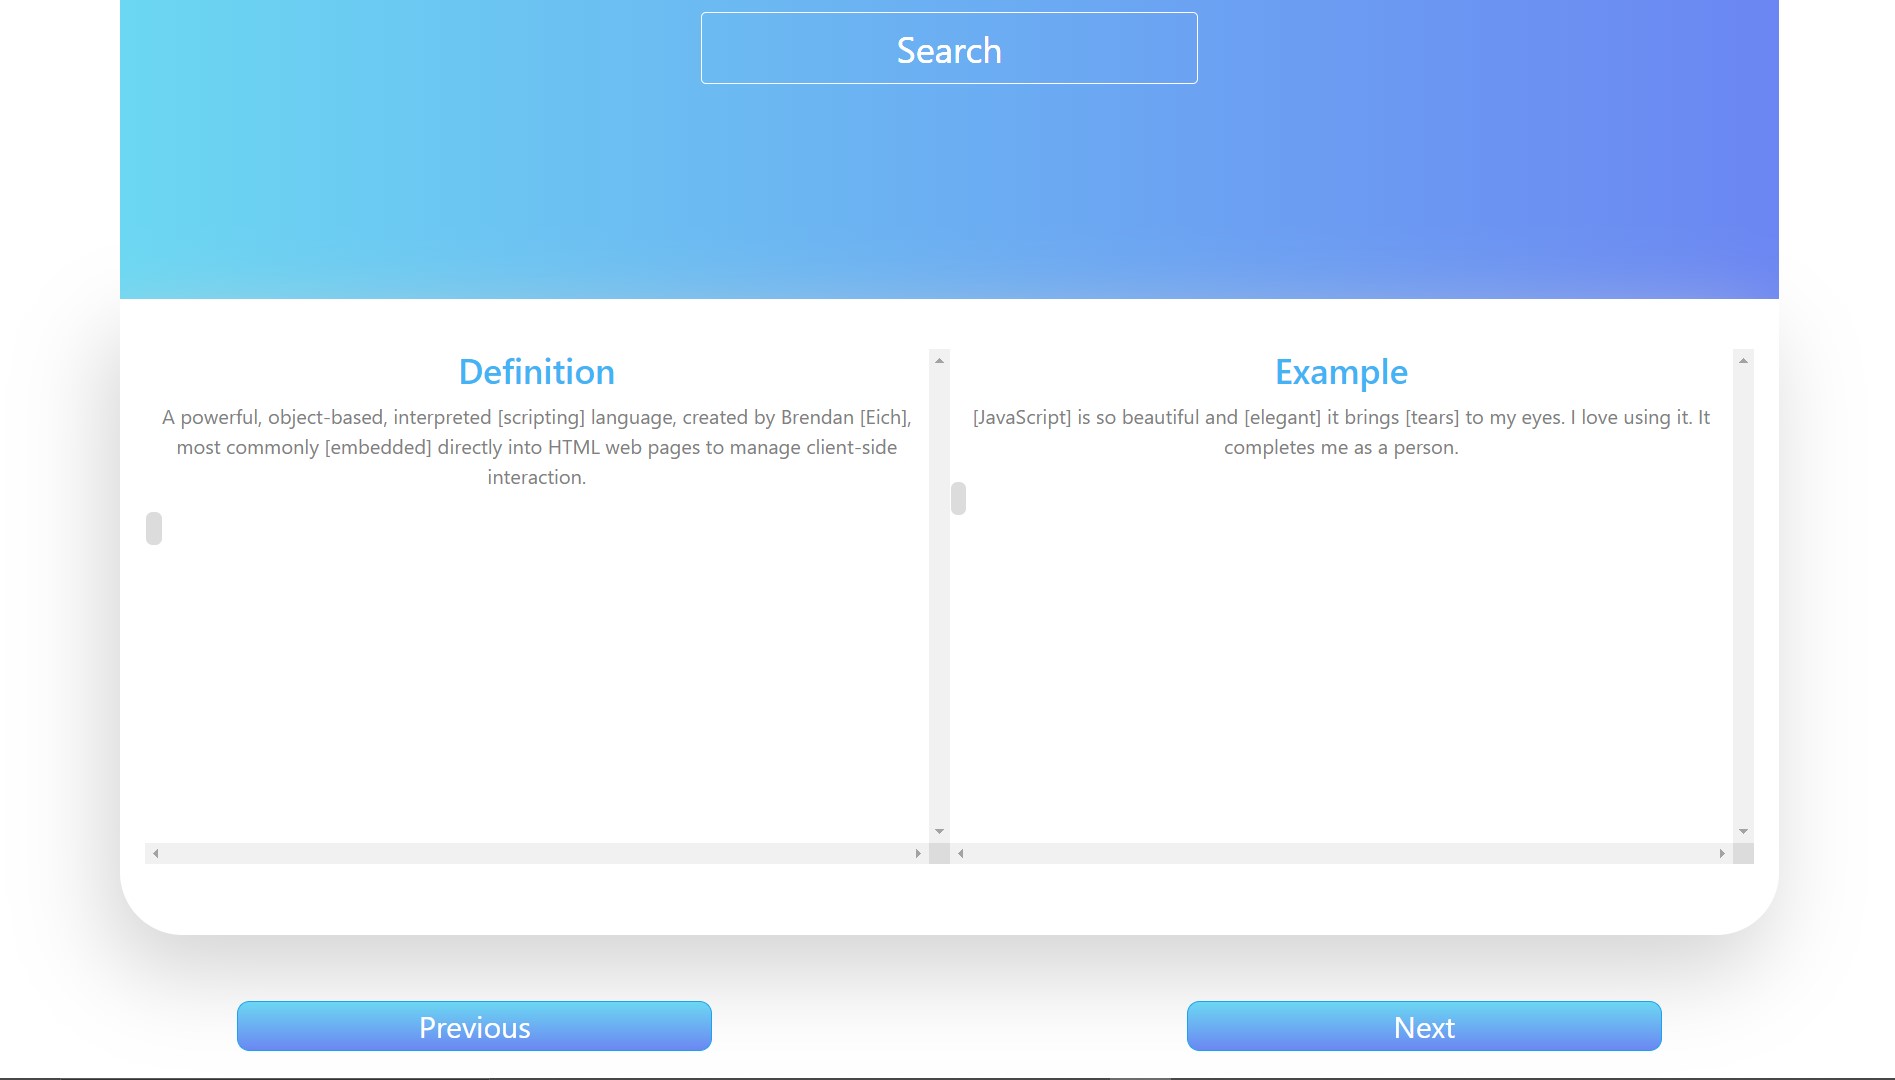 Search
Definition
A powerful, object-based, interpreted [scripting] language, created by Brendan [Eich],
most commonly [embedded] directly into HTML web pages to manage client-side
interaction.
Example
[JavaScript] is so beautiful and [elegant] it brings [tears] to my eyes. I love using it. It
completes me as a person.
Previous
Next